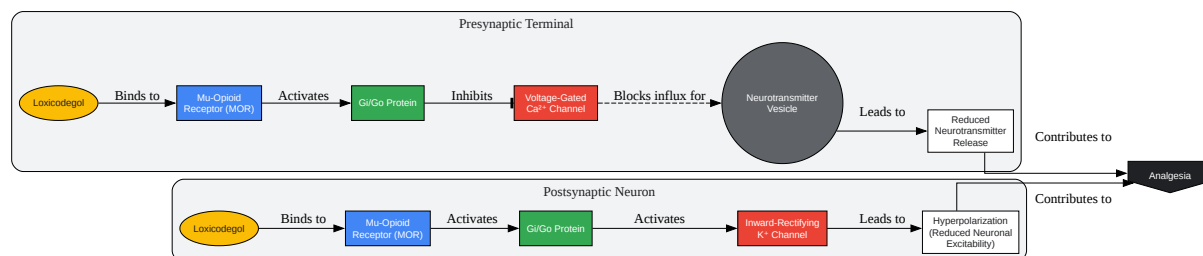 Presynaptic Terminal
Loxicodegol
Binds to
Mu-Opioid
Receptor (MOR)
Activates
Gi/Go Protein
Inhibits
Voltage-Gated
Ca²⁺ Channel
Blocks influx for
Neurotransmitter
Vesicle
Leads to
Reduced
Neurotransmitter
Release
Contributes to
Analgesia
Postsynaptic Neuron
Loxicodegol
Binds to
Mu-Opioid
Receptor (MOR)
Activates
Gi/Go Protein
Activates
Inward-Rectifying
K⁺ Channel
Leads to
Hyperpolarization
(Reduced Neuronal
Excitability)
Contributes to